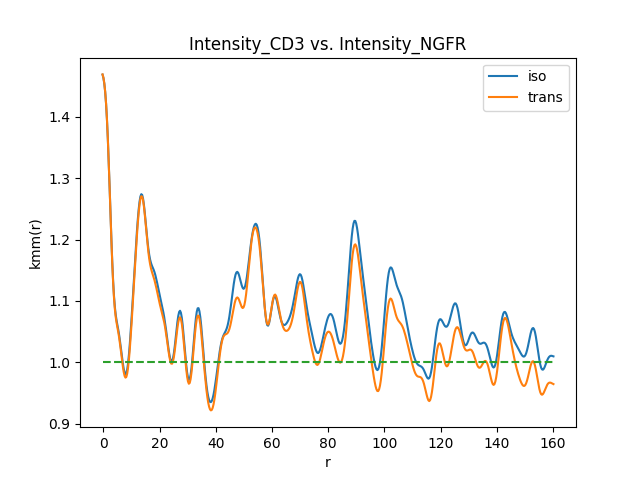 Intensity_CD3 vs. Intensity_NGFR
iso
trans
kmm(r)
1.4
1.3
1.2
1.1
1.0
0.9
0 20 40 60 80 100 120 140 160
r